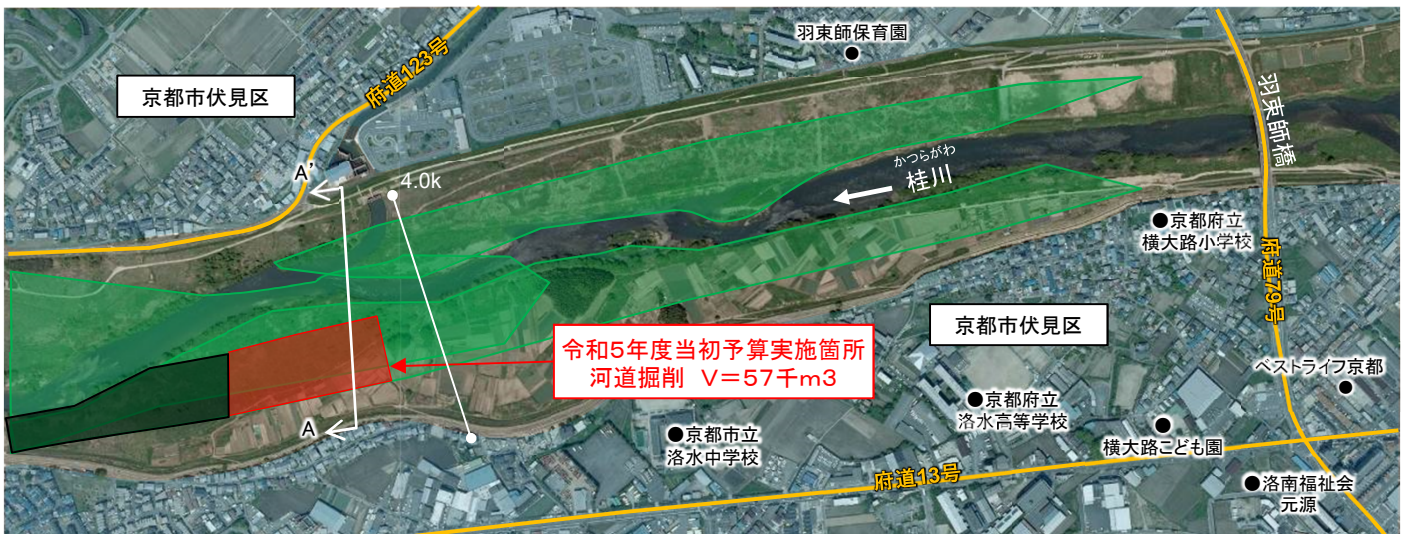 羽束師保育園
京都市伏見区
府道123号
羽束師橋
A'
4.0k
かつらがわ
桂川
●京都府立
横大路小学校
府道79号
京都市伏見区
令和5年度当初予算実施箇所
河道掘削 V=57千m3
ベストライフ京都
A
●京都府立
洛水高等学校
●京都市立
洛水中学校
横大路こども園
府道13号
●洛南福祉会
元源